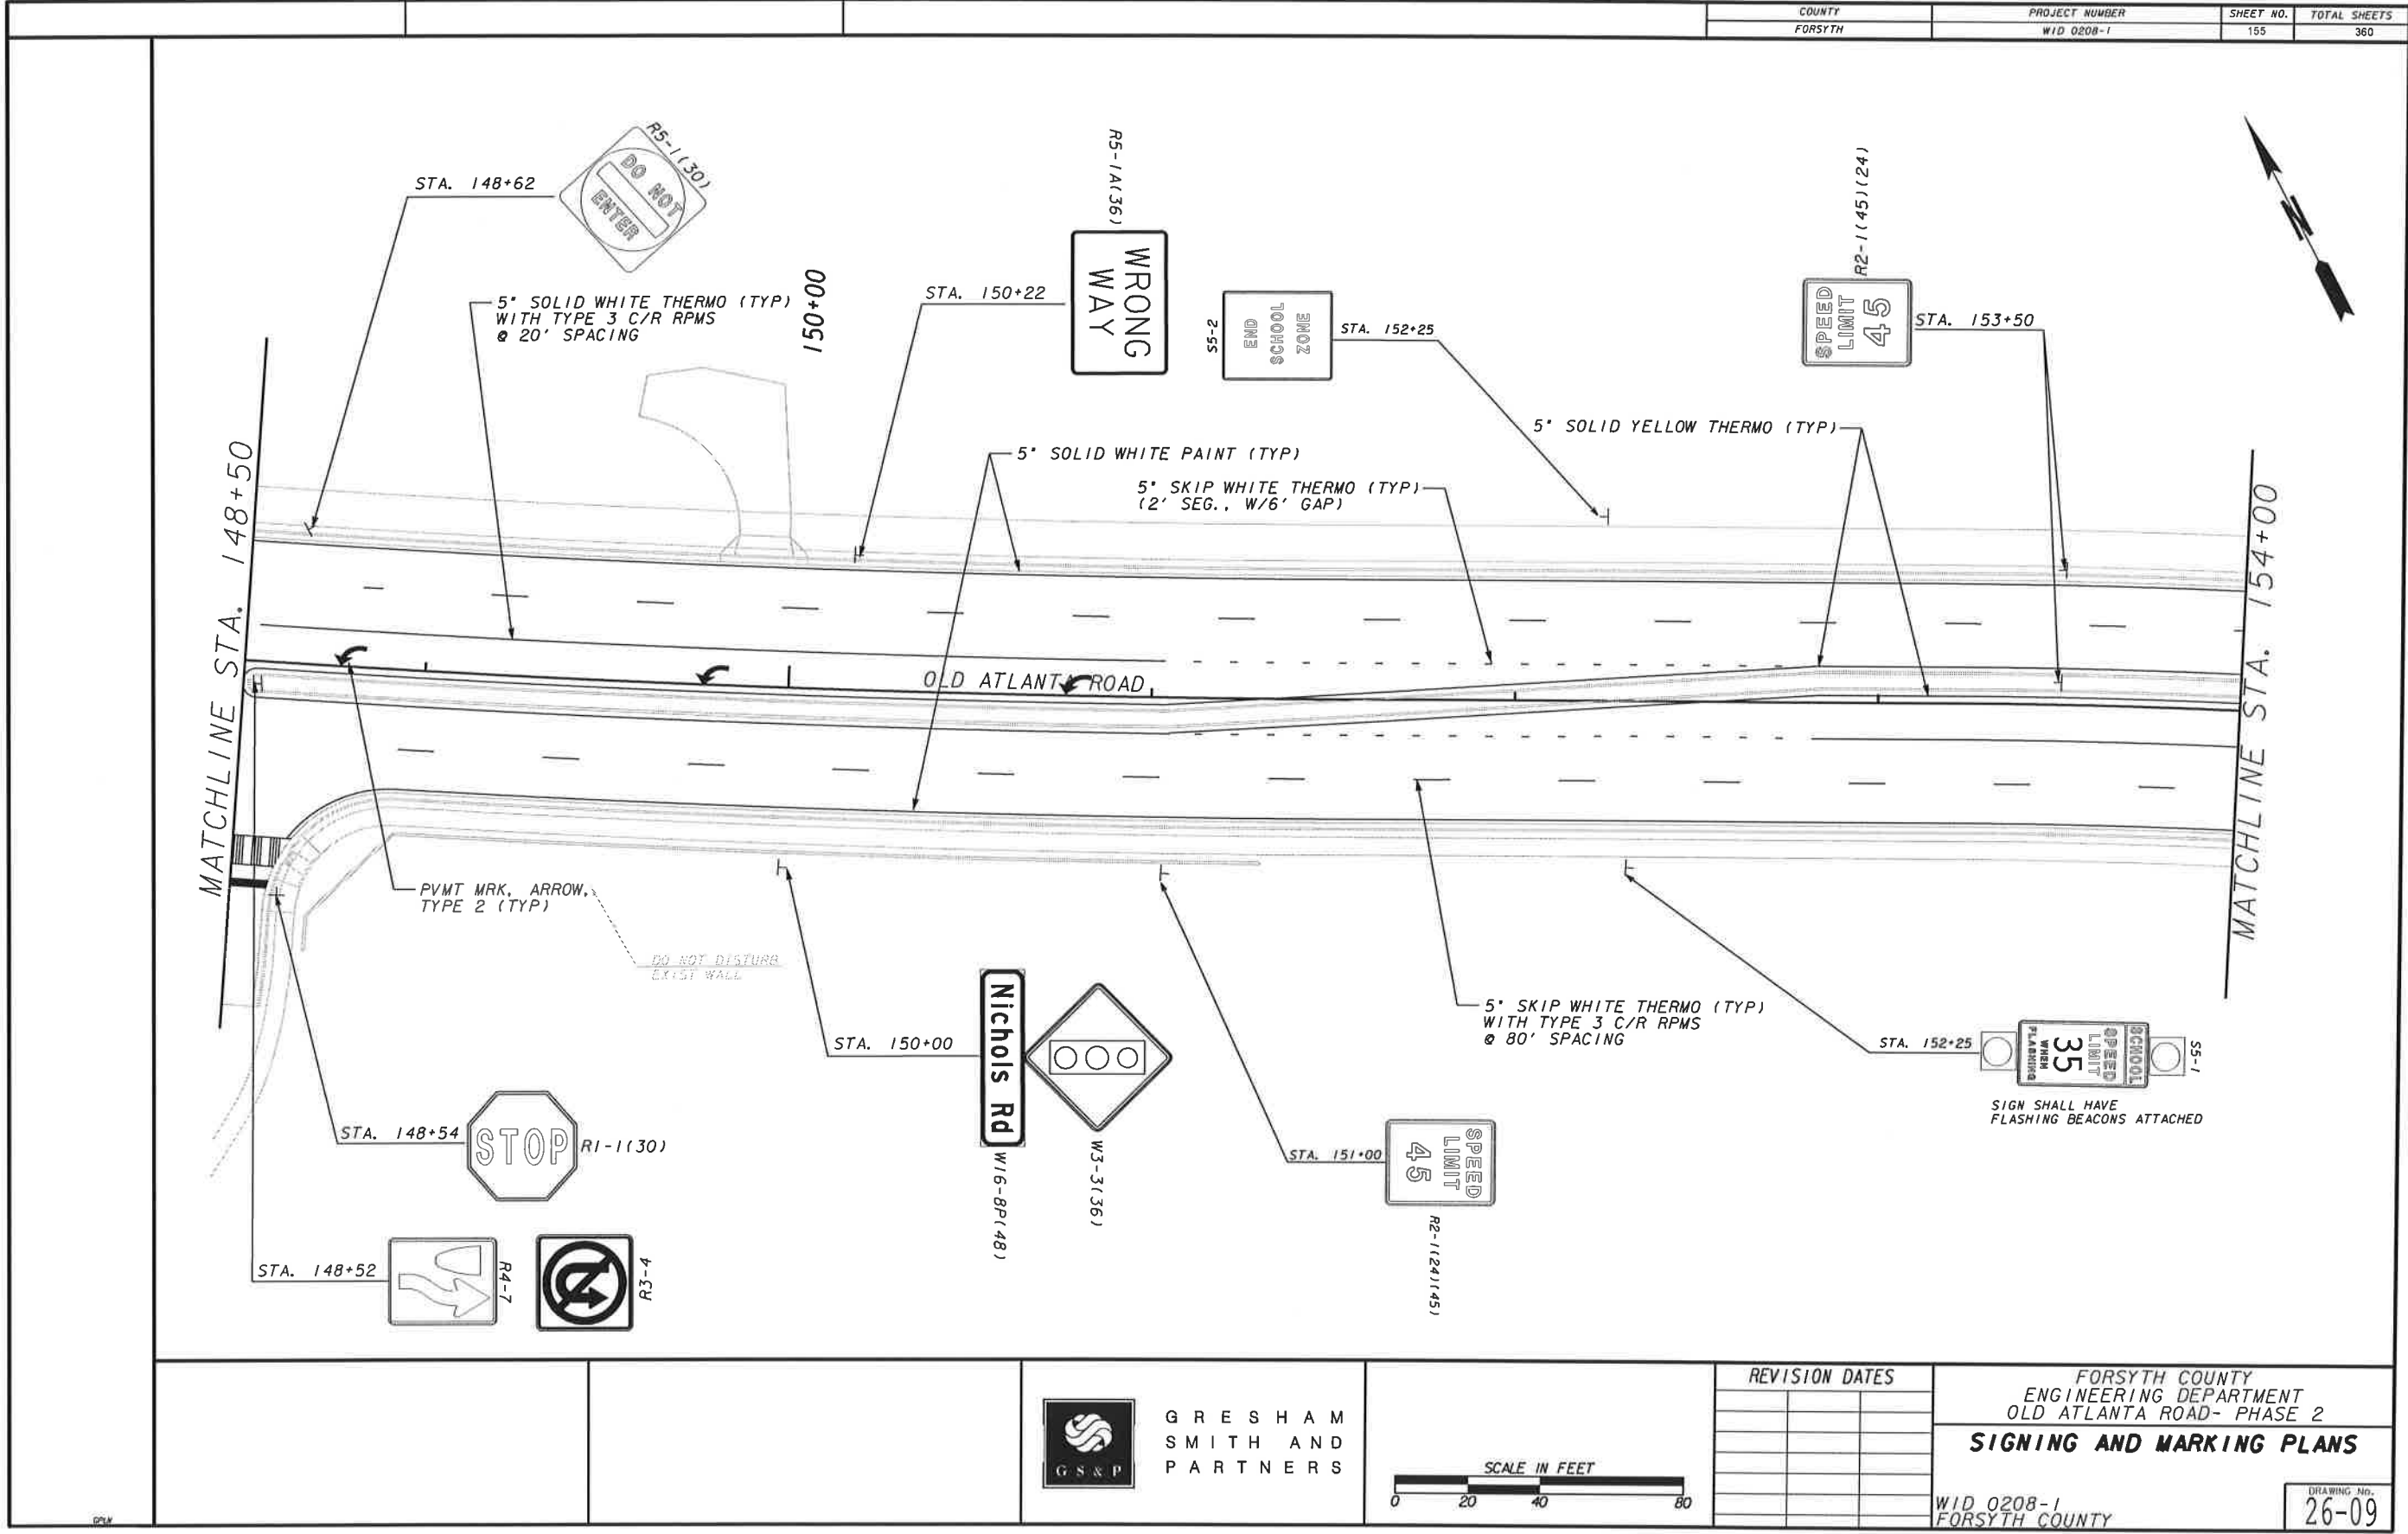 COUNTY
PROJECT NUMBER
SHEET NO.
TOTAL SHEETS
FORSYTH
WID 0208-1
155
360
STA. 148+62
DO NOT
ENTER
R5-1(30)
5" SOLID WHITE THERMO (TYP)
WITH TYPE 3 C/R RPMS
@ 20' SPACING
150+00
STA. 150+22
R5-1A(36)
WRONG
WAY
S5-2
END
SCHOOL
ZONE
STA. 152+25
R2-1(45)(24)
SPEED
LIMIT
45
STA. 153+50
N
5" SOLID WHITE PAINT (TYP)
5" SKIP WHITE THERMO (TYP)
(2' SEG., W/6' GAP)
5" SOLID YELLOW THERMO (TYP)
MATCHLINE STA. 148+50
OLD ATLANTA ROAD
MATCHLINE STA. 154+00
PVMT MRK, ARROW,
TYPE 2 (TYP)
DO NOT DISTURB
EXIST WALL
STA. 150+00
Nichols Rd
W16-8P(48)
W3-3(36)
5" SKIP WHITE THERMO (TYP)
WITH TYPE 3 C/R RPMS
@ 80' SPACING
STA. 152+25
SCHOOL
SPEED
LIMIT
35
WHEN
FLASHING
S5-1
SIGN SHALL HAVE
FLASHING BEACONS ATTACHED
STA. 148+54
STOP
R1-1(30)
STA. 151+00
SPEED
LIMIT
45
R2-1(24)(45)
STA. 148+52
R4-7
R3-4
GPLN
GS&P
GRESHAM
SMITH AND
PARTNERS
SCALE IN FEET
0 20 40 80
REVISION DATES
FORSYTH COUNTY
ENGINEERING DEPARTMENT
OLD ATLANTA ROAD- PHASE 2
SIGNING AND MARKING PLANS
WID 0208-1
FORSYTH COUNTY
DRAWING No.
26-09